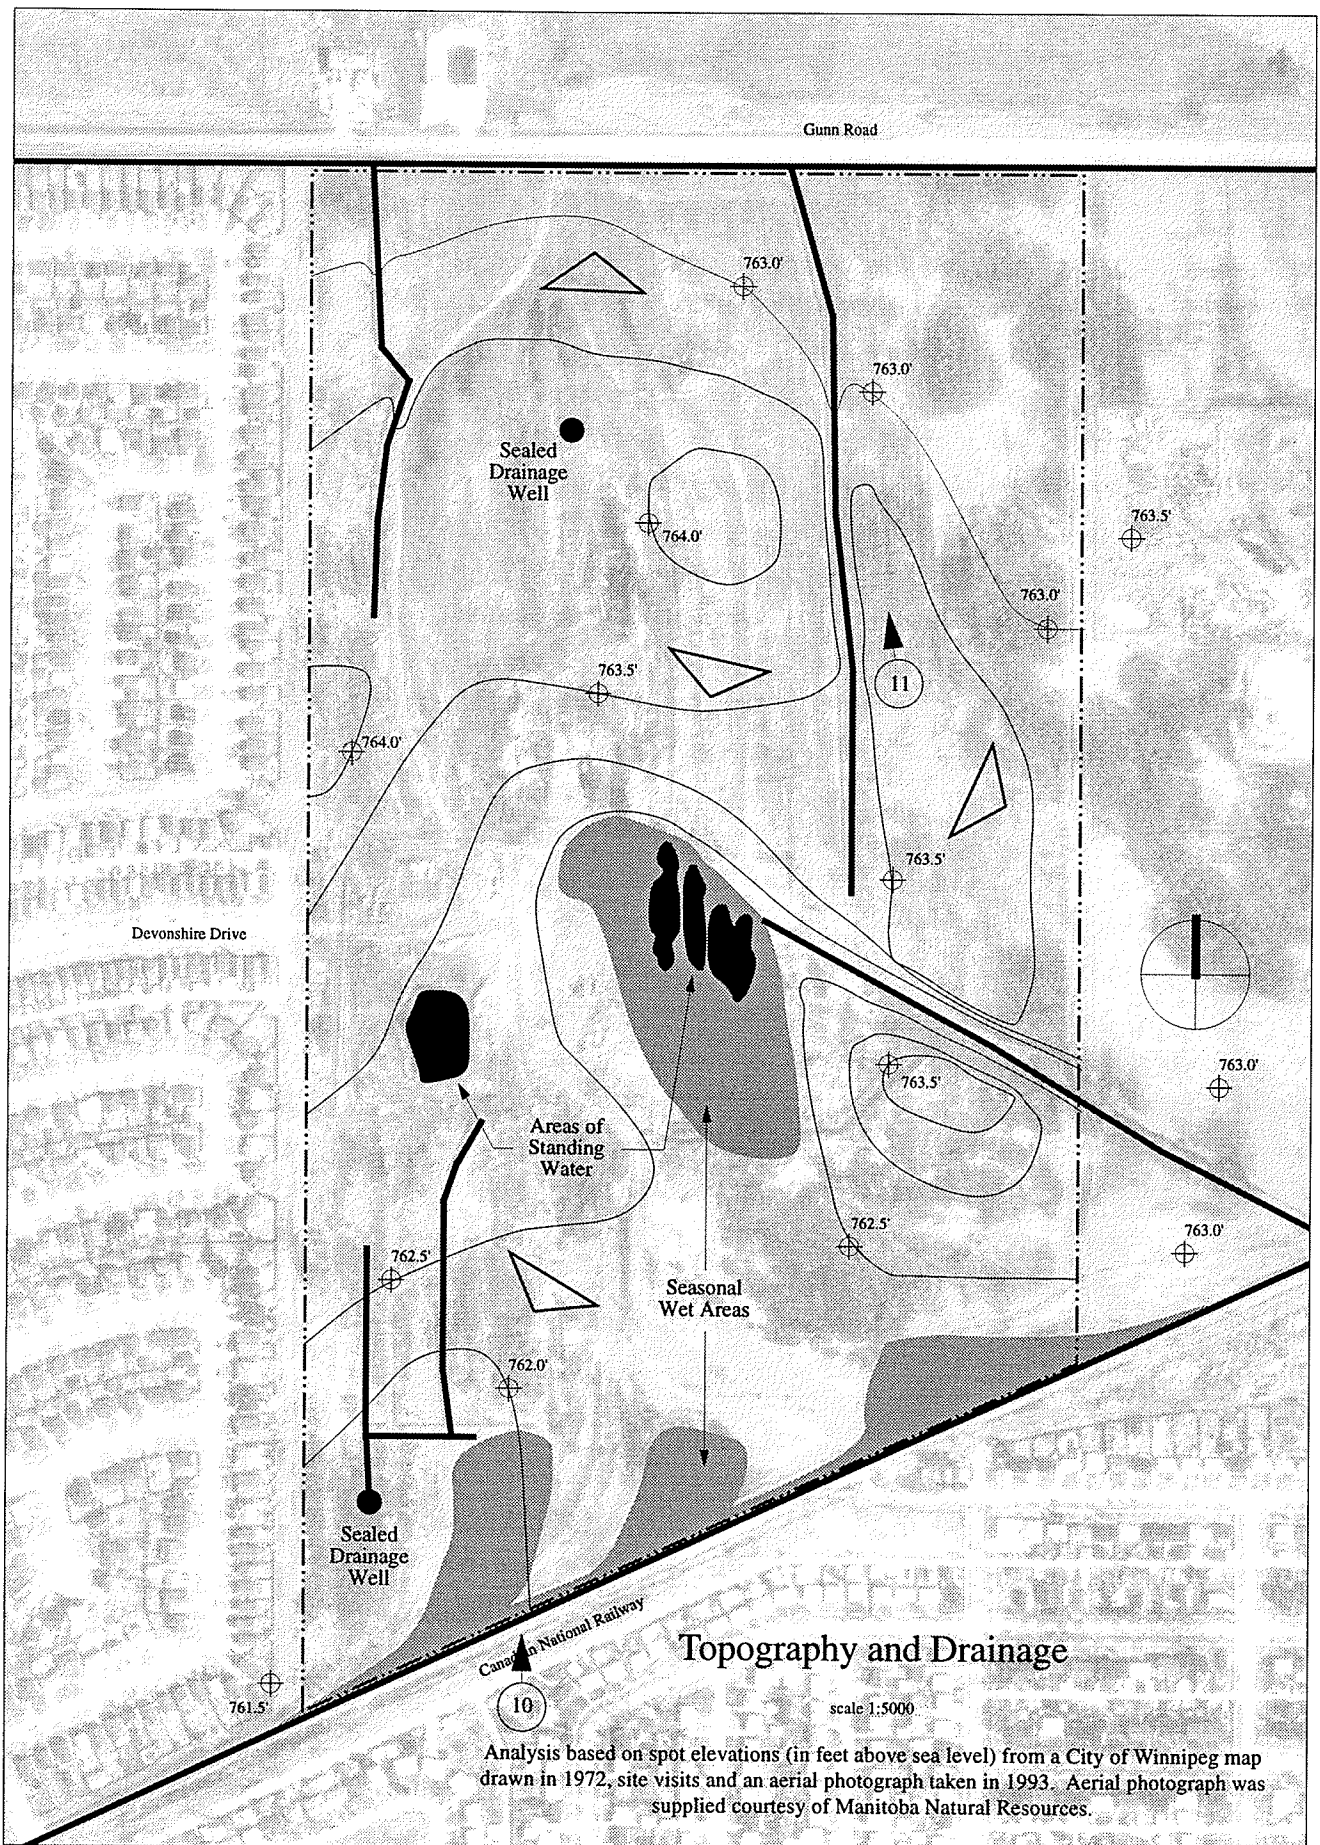 Gunn Road
763.0'
763.0'
Sealed
Drainage
Well
764.0'
763.5'
763.0'
11
763.5'
764.0'
763.5'
Devonshire Drive
763.5'
763.0'
Areas of
Standing
Water
762.5'
763.0'
762.5'
Seasonal
Wet Areas
762.0'
Sealed
Drainage
Well
Canadian National Railway
761.5'
10
Topography and Drainage
scale 1:5000
Analysis based on spot elevations (in feet above sea level) from a City of Winnipeg map
drawn in 1972, site visits and an aerial photograph taken in 1993. Aerial photograph was
supplied courtesy of Manitoba Natural Resources.